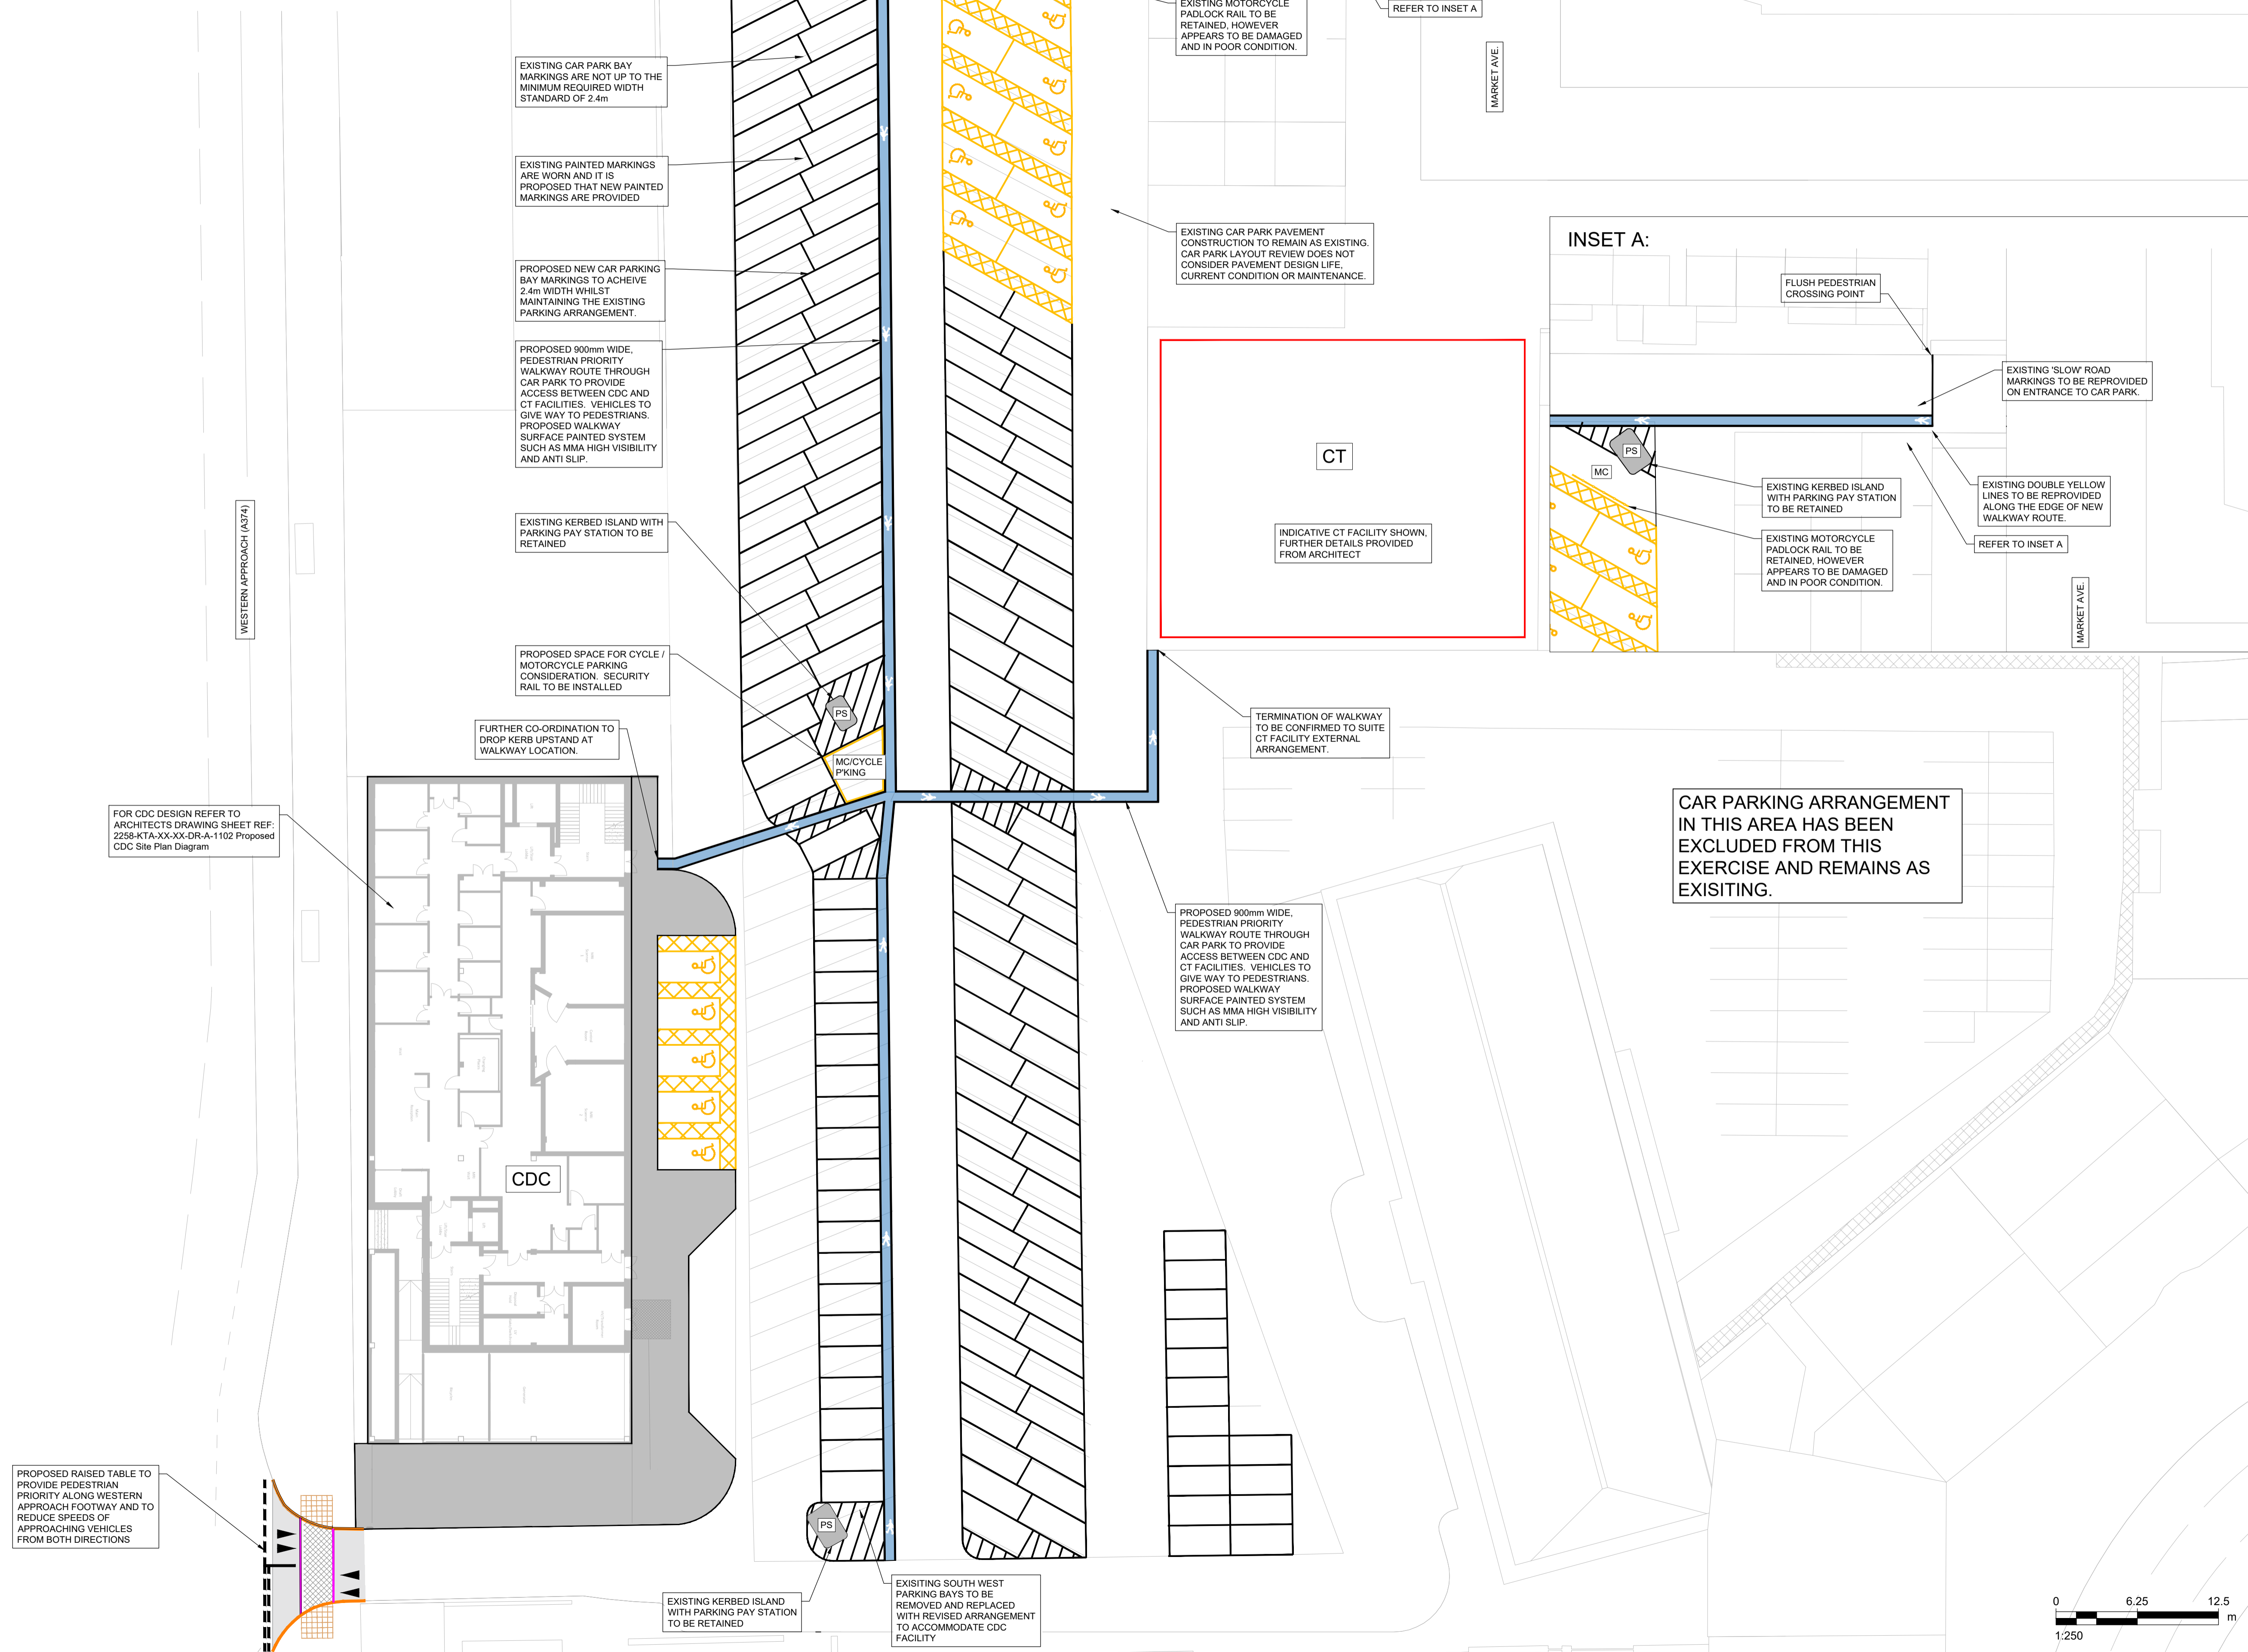 EXISTING MOTORCYCLE
PADLOCK RAIL TO BE
RETAINED, HOWEVER
APPEARS TO BE DAMAGED
AND IN POOR CONDITION.
REFER TO INSET A
MARKET AVE.
EXISTING CAR PARK BAY
MARKINGS ARE NOT UP TO THE
MINIMUM REQUIRED WIDTH
STANDARD OF 2.4m
EXISTING PAINTED MARKINGS
ARE WORN AND IT IS
PROPOSED THAT NEW PAINTED
MARKINGS ARE PROVIDED
PROPOSED NEW CAR PARKING
BAY MARKINGS TO ACHEIVE
2.4m WIDTH WHILST
MAINTAINING THE EXISTING
PARKING ARRANGEMENT.
PROPOSED 900mm WIDE,
PEDESTRIAN PRIORITY
WALKWAY ROUTE THROUGH
CAR PARK TO PROVIDE
ACCESS BETWEEN CDC AND
CT FACILITIES. VEHICLES TO
GIVE WAY TO PEDESTRIANS.
PROPOSED WALKWAY
SURFACE PAINTED SYSTEM
SUCH AS MMA HIGH VISIBILITY
AND ANTI SLIP.
EXISTING KERBED ISLAND WITH
PARKING PAY STATION TO BE
RETAINED
PROPOSED SPACE FOR CYCLE /
MOTORCYCLE PARKING
CONSIDERATION. SECURITY
RAIL TO BE INSTALLED
FURTHER CO-ORDINATION TO
DROP KERB UPSTAND AT
WALKWAY LOCATION.
WESTERN APPROACH (A374)
FOR CDC DESIGN REFER TO
ARCHITECTS DRAWING SHEET REF:
2258-KTA-XX-XX-DR-A-1102 Proposed
CDC Site Plan Diagram
PS
MC/CYCLE
P'KING
CDC
EXISTING CAR PARK PAVEMENT
CONSTRUCTION TO REMAIN AS EXISTING.
CAR PARK LAYOUT REVIEW DOES NOT
CONSIDER PAVEMENT DESIGN LIFE,
CURRENT CONDITION OR MAINTENANCE.
CT
INDICATIVE CT FACILITY SHOWN,
FURTHER DETAILS PROVIDED
FROM ARCHITECT
TERMINATION OF WALKWAY
TO BE CONFIRMED TO SUITE
CT FACILITY EXTERNAL
ARRANGEMENT.
PROPOSED 900mm WIDE,
PEDESTRIAN PRIORITY
WALKWAY ROUTE THROUGH
CAR PARK TO PROVIDE
ACCESS BETWEEN CDC AND
CT FACILITIES. VEHICLES TO
GIVE WAY TO PEDESTRIANS.
PROPOSED WALKWAY
SURFACE PAINTED SYSTEM
SUCH AS MMA HIGH VISIBILITY
AND ANTI SLIP.
INSET A:
FLUSH PEDESTRIAN
CROSSING POINT
EXISTING 'SLOW' ROAD
MARKINGS TO BE REPROVIDED
ON ENTRANCE TO CAR PARK.
PS
MC
EXISTING KERBED ISLAND
WITH PARKING PAY STATION
TO BE RETAINED
EXISTING DOUBLE YELLOW
LINES TO BE REPROVIDED
ALONG THE EDGE OF NEW
WALKWAY ROUTE.
EXISTING MOTORCYCLE
PADLOCK RAIL TO BE
RETAINED, HOWEVER
APPEARS TO BE DAMAGED
AND IN POOR CONDITION.
REFER TO INSET A
MARKET AVE.
CAR PARKING ARRANGEMENT
IN THIS AREA HAS BEEN
EXCLUDED FROM THIS
EXERCISE AND REMAINS AS
EXISITING.
PROPOSED RAISED TABLE TO
PROVIDE PEDESTRIAN
PRIORITY ALONG WESTERN
APPROACH FOOTWAY AND TO
REDUCE SPEEDS OF
APPROACHING VEHICLES
FROM BOTH DIRECTIONS
PS
EXISTING KERBED ISLAND
WITH PARKING PAY STATION
TO BE RETAINED
EXISITING SOUTH WEST
PARKING BAYS TO BE
REMOVED AND REPLACED
WITH REVISED ARRANGEMENT
TO ACCOMMODATE CDC
FACILITY
0 6.25 12.5
m
1:250